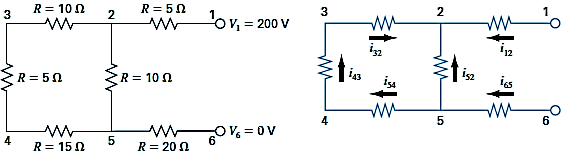 R = 10 Ω
R = 5 Ω
3
2
1
V₁ = 200 V
R = 5 Ω
R = 10 Ω
4
5
6
V₆ = 0 V
R = 15 Ω
R = 20 Ω
3
2
1
i₃₂
i₁₂
i₄₃
i₅₄
i₅₂
i₆₅
4
5
6